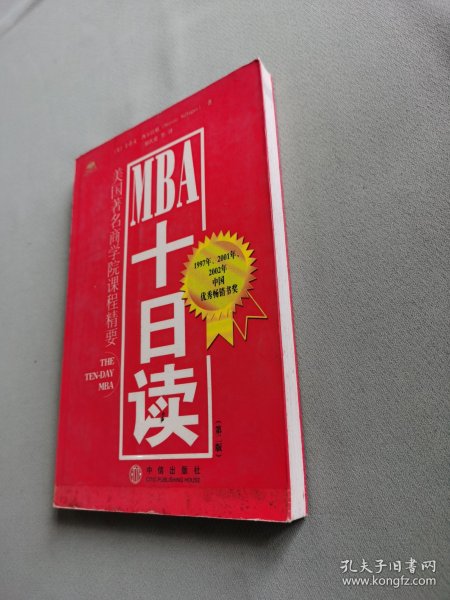 MBA十日读
美国著名商学院课程精要
(THE
TEN-DAY
MBA)
1997年、2001年、
2002年
中国
优秀畅销书奖
(第二版)
中信出版社
CITIC PUBLISHING HOUSE
孔夫子旧书网
www.kongfz.com